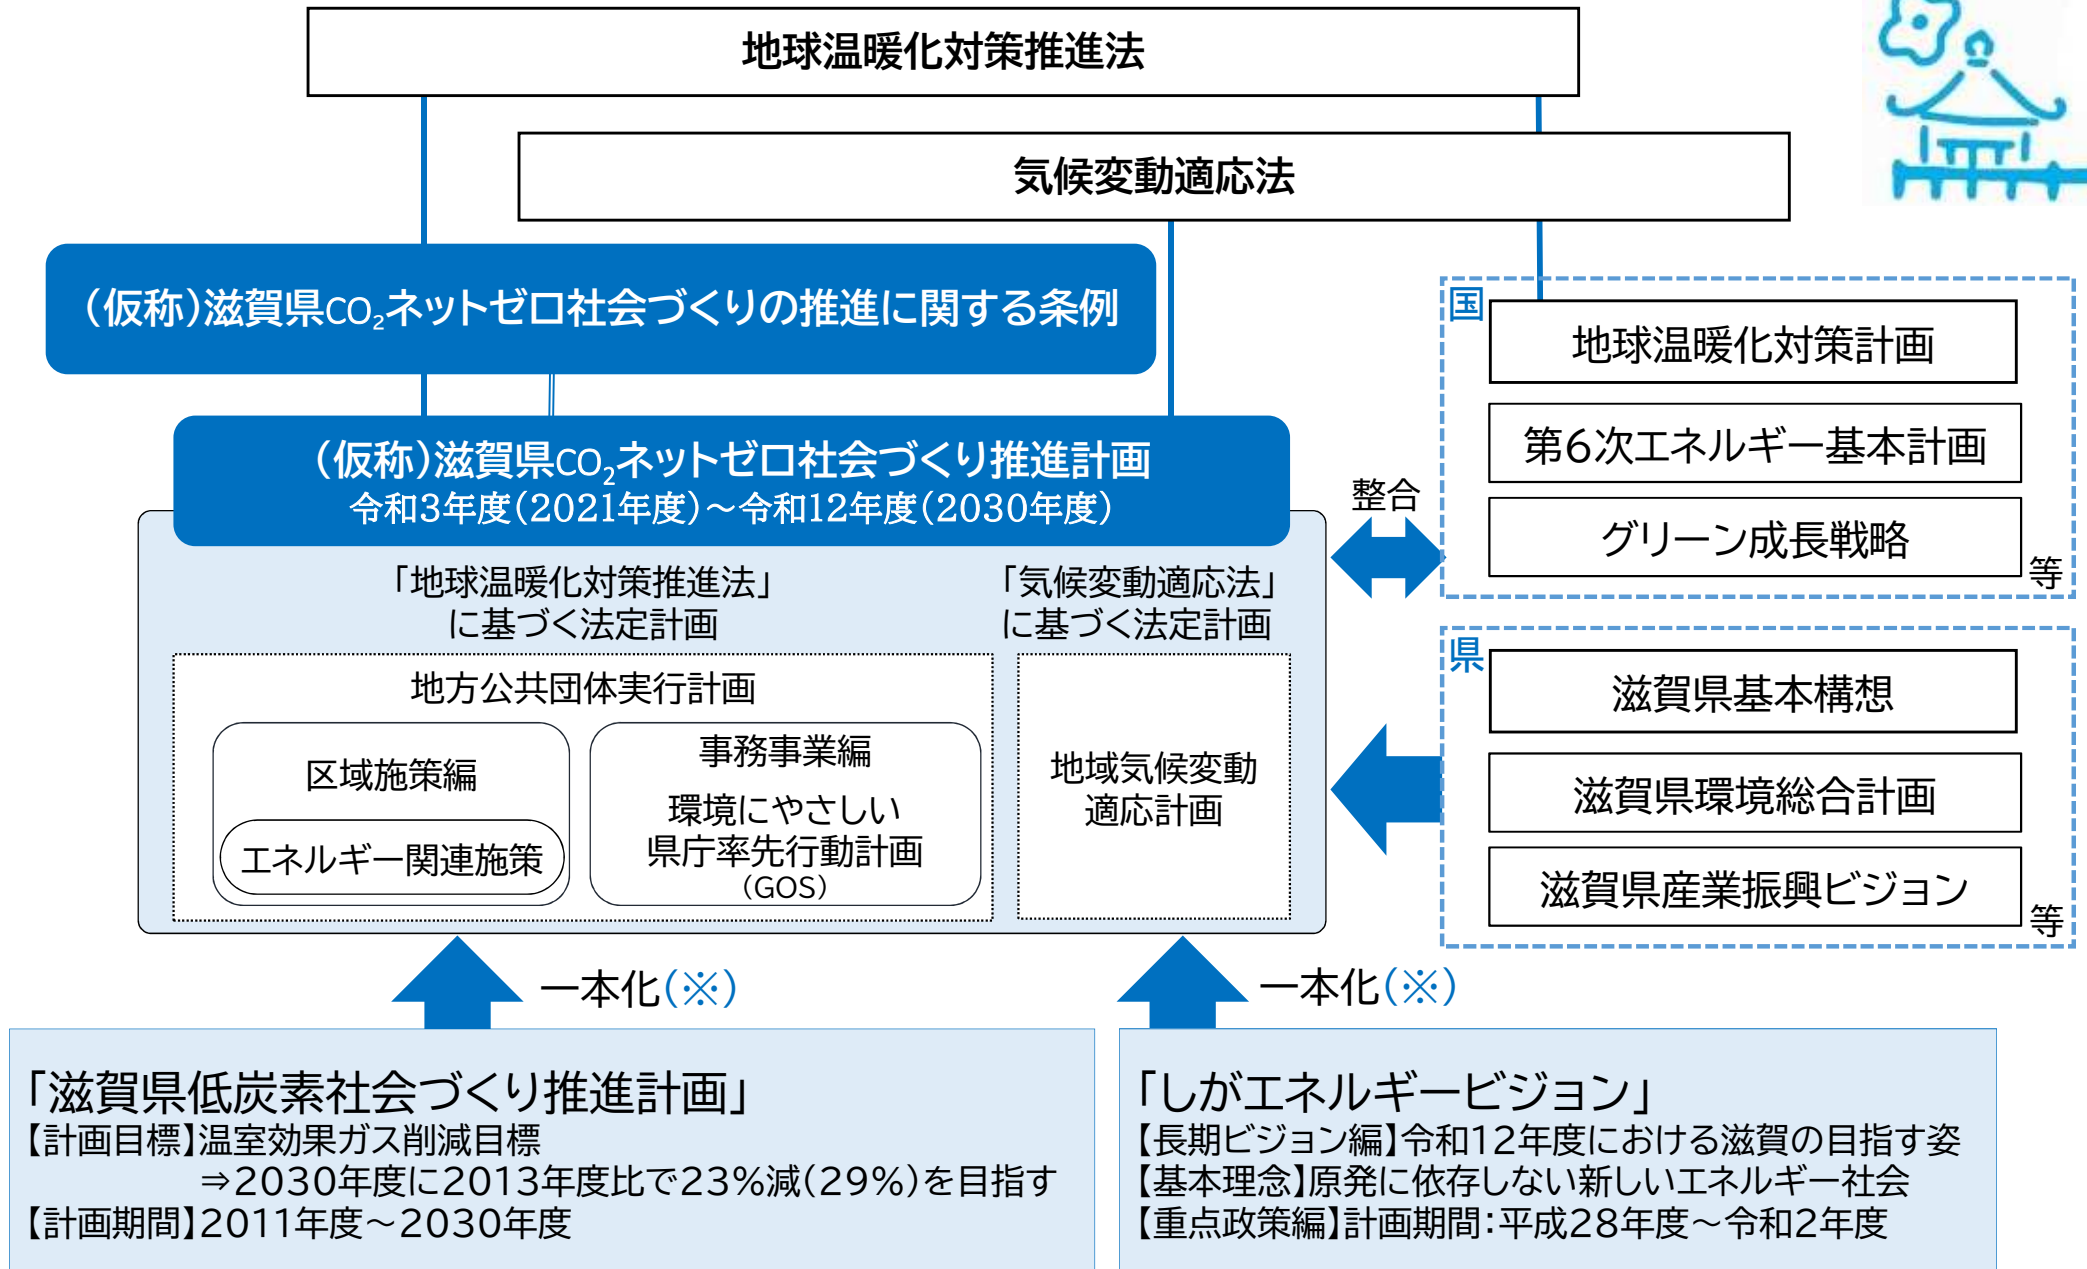 地球温暖化対策推進法
気候変動適応法
(仮称)滋賀県CO₂ネットゼロ社会づくりの推進に関する条例
(仮称)滋賀県CO₂ネットゼロ社会づくり推進計画
令和3年度(2021年度)～令和12年度(2030年度)
「地球温暖化対策推進法」
に基づく法定計画
地方公共団体実行計画
区域施策編
エネルギー関連施策
事務事業編
環境にやさしい
県庁率先行動計画
(GOS)
「気候変動適応法」
に基づく法定計画
地域気候変動
適応計画
整合
国
地球温暖化対策計画
第6次エネルギー基本計画
グリーン成長戦略
等
県
滋賀県基本構想
滋賀県環境総合計画
滋賀県産業振興ビジョン
等
一本化(※)
一本化(※)
「滋賀県低炭素社会づくり推進計画」
【計画目標】温室効果ガス削減目標
⇒2030年度に2013年度比で23%減(29%)を目指す
【計画期間】2011年度～2030年度
「しがエネルギービジョン」
【長期ビジョン編】令和12年度における滋賀の目指す姿
【基本理念】原発に依存しない新しいエネルギー社会
【重点政策編】計画期間：平成28年度～令和2年度